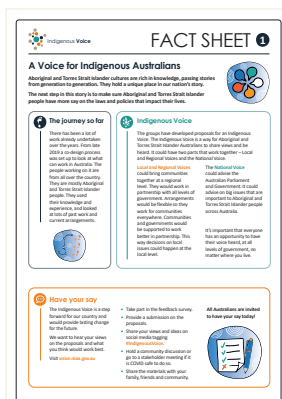 Indigenous Voice
FACT SHEET 1
A Voice for Indigenous Australians
Aboriginal and Torres Strait Islander cultures are rich in knowledge, passing stories
from generation to generation. They hold a unique place in our nation's story.
The next step in this story is to make sure Aboriginal and Torres Strait Islander
people have more say on the laws and policies that impact their lives.
The journey so far
There has been a lot of
work already undertaken
over the years. From late
2019 a co-design process
was set up to look at what
can work in Australia. The
people working on it are
from all over the country.
They are mostly Aboriginal
and Torres Strait Islander
people. They used
their knowledge and
experience, and looked
at lots of past work and
current arrangements.
Indigenous Voice
The groups have developed proposals for an Indigenous
Voice. The Indigenous Voice is a way for Aboriginal and
Torres Strait Islander Australians to share views and be
heard. It could have two parts that work together – Local
and Regional Voices and the National Voice.
Local and Regional Voices
could bring communities
together at a regional
level. They would work in
partnership with all levels of
government. Arrangements
would be flexible so they
work for communities
everywhere. Communities
and governments would
be supported to work
better in partnership. This
way decisions on local
issues could happen at the
local level.
The National Voice
could advise the
Australian Parliament
and Government. It could
advise on big issues that are
important to Aboriginal and
Torres Strait Islander people
across Australia.
It's important that everyone
has an opportunity to have
their voice heard, at all
levels of government, no
matter where you live.
Have your say
The Indigenous Voice is a step
forward for our country and
would provide lasting change
for the future.
We want to hear your views
on the proposals and what
you think would work best.
Visit voice.niaa.gov.au
• Take part in the feedback survey.
• Provide a submission on the
proposals.
• Share your views and ideas on
social media tagging
#IndigenousVoice.
• Hold a community discussion or
go to a stakeholder meeting if it
is COVID safe to do so.
• Share the materials with your
family, friends and community.
All Australians are invited
to have your say today!